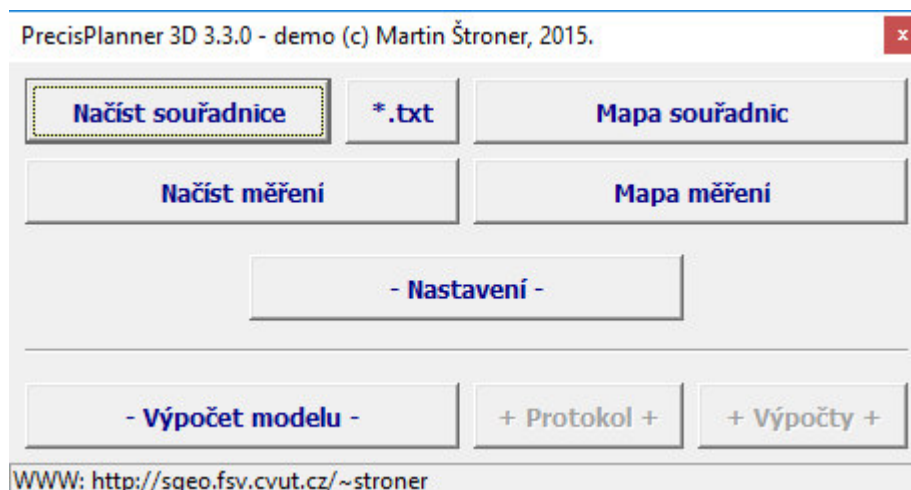 PrecisPlanner 3D 3.3.0 - demo (c) Martin Štroner, 2015.
x
Načíst souřadnice
*.txt
Mapa souřadnic
Načíst měření
Mapa měření
- Nastavení -
- Výpočet modelu -
+ Protokol +
+ Výpočty +
WWW: http://sgeo.fsv.cvut.cz/~stroner